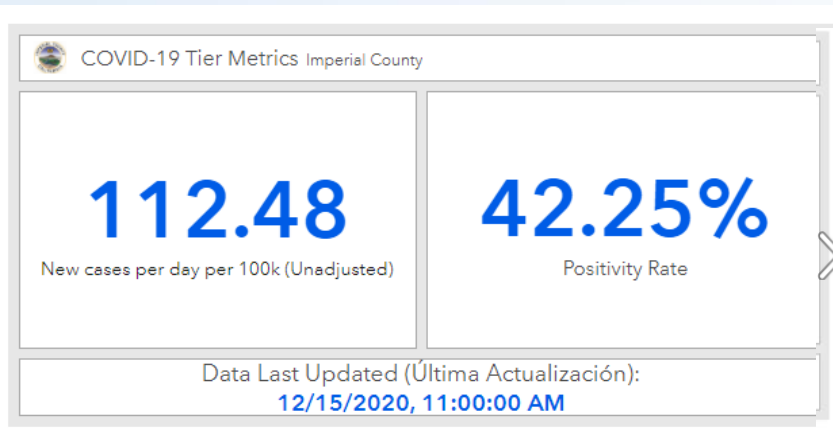 COVID-19 Tier Metrics Imperial County
112.48
New cases per day per 100k (Unadjusted)
42.25%
Positivity Rate
Data Last Updated (Última Actualización):
12/15/2020, 11:00:00 AM